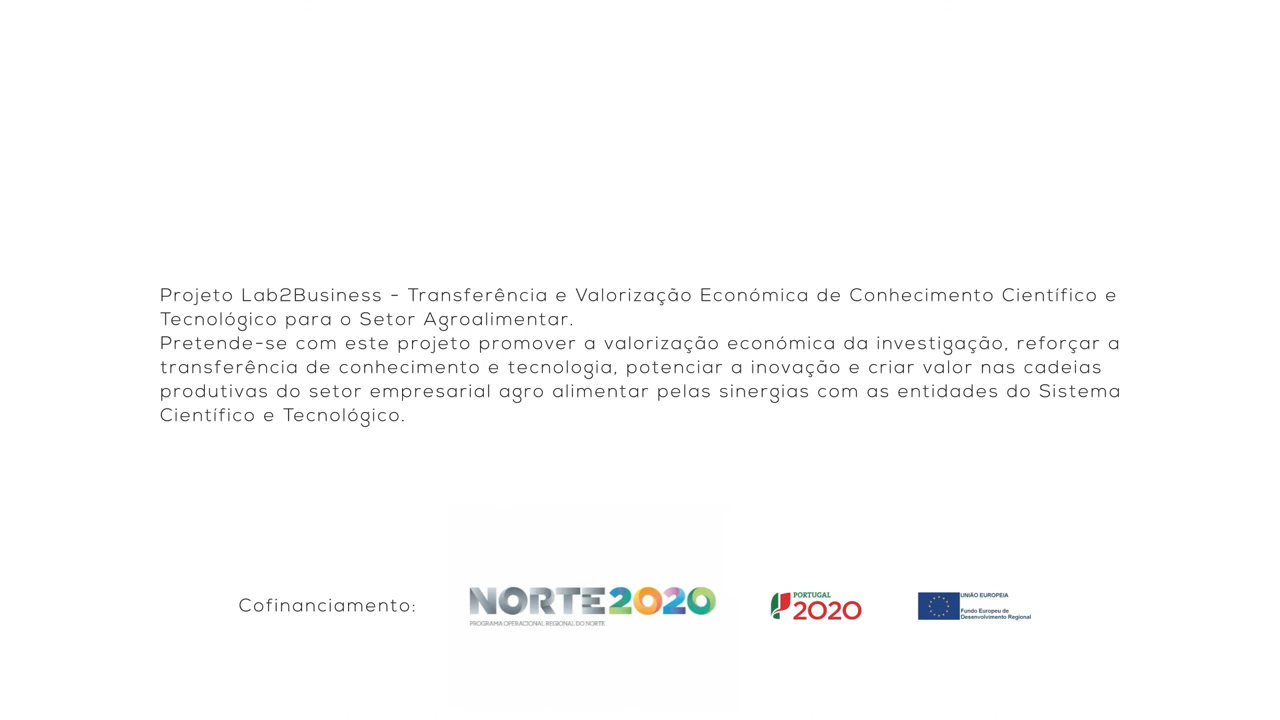 Projeto Lab2Business - Transferência e Valorização Económica de Conhecimento Científico e
Tecnológico para o Setor Agroalimentar.
Pretende-se com este projeto promover a valorização económica da investigação, reforçar a
transferência de conhecimento e tecnologia, potenciar a inovação e criar valor nas cadeias
produtivas do setor empresarial agro alimentar pelas sinergias com as entidades do Sistema
Científico e Tecnológico.
Cofinanciamento:
NORTE2020
PROGRAMA OPERACIONAL REGIONAL DO NORTE
PORTUGAL
2020
UNIÃO EUROPEIA
Fundo Europeu de
Desenvolvimento Regional